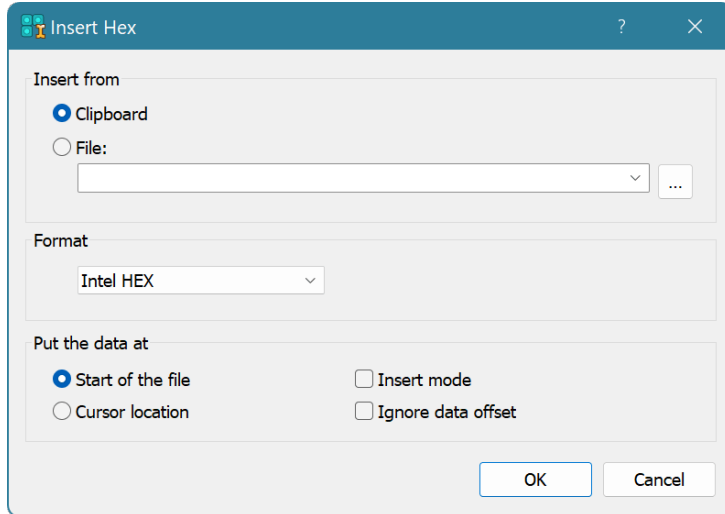 Insert Hex
?
Insert from
Clipboard
File:
...
Format
Intel HEX
Put the data at
Start of the file
Insert mode
Cursor location
Ignore data offset
OK
Cancel